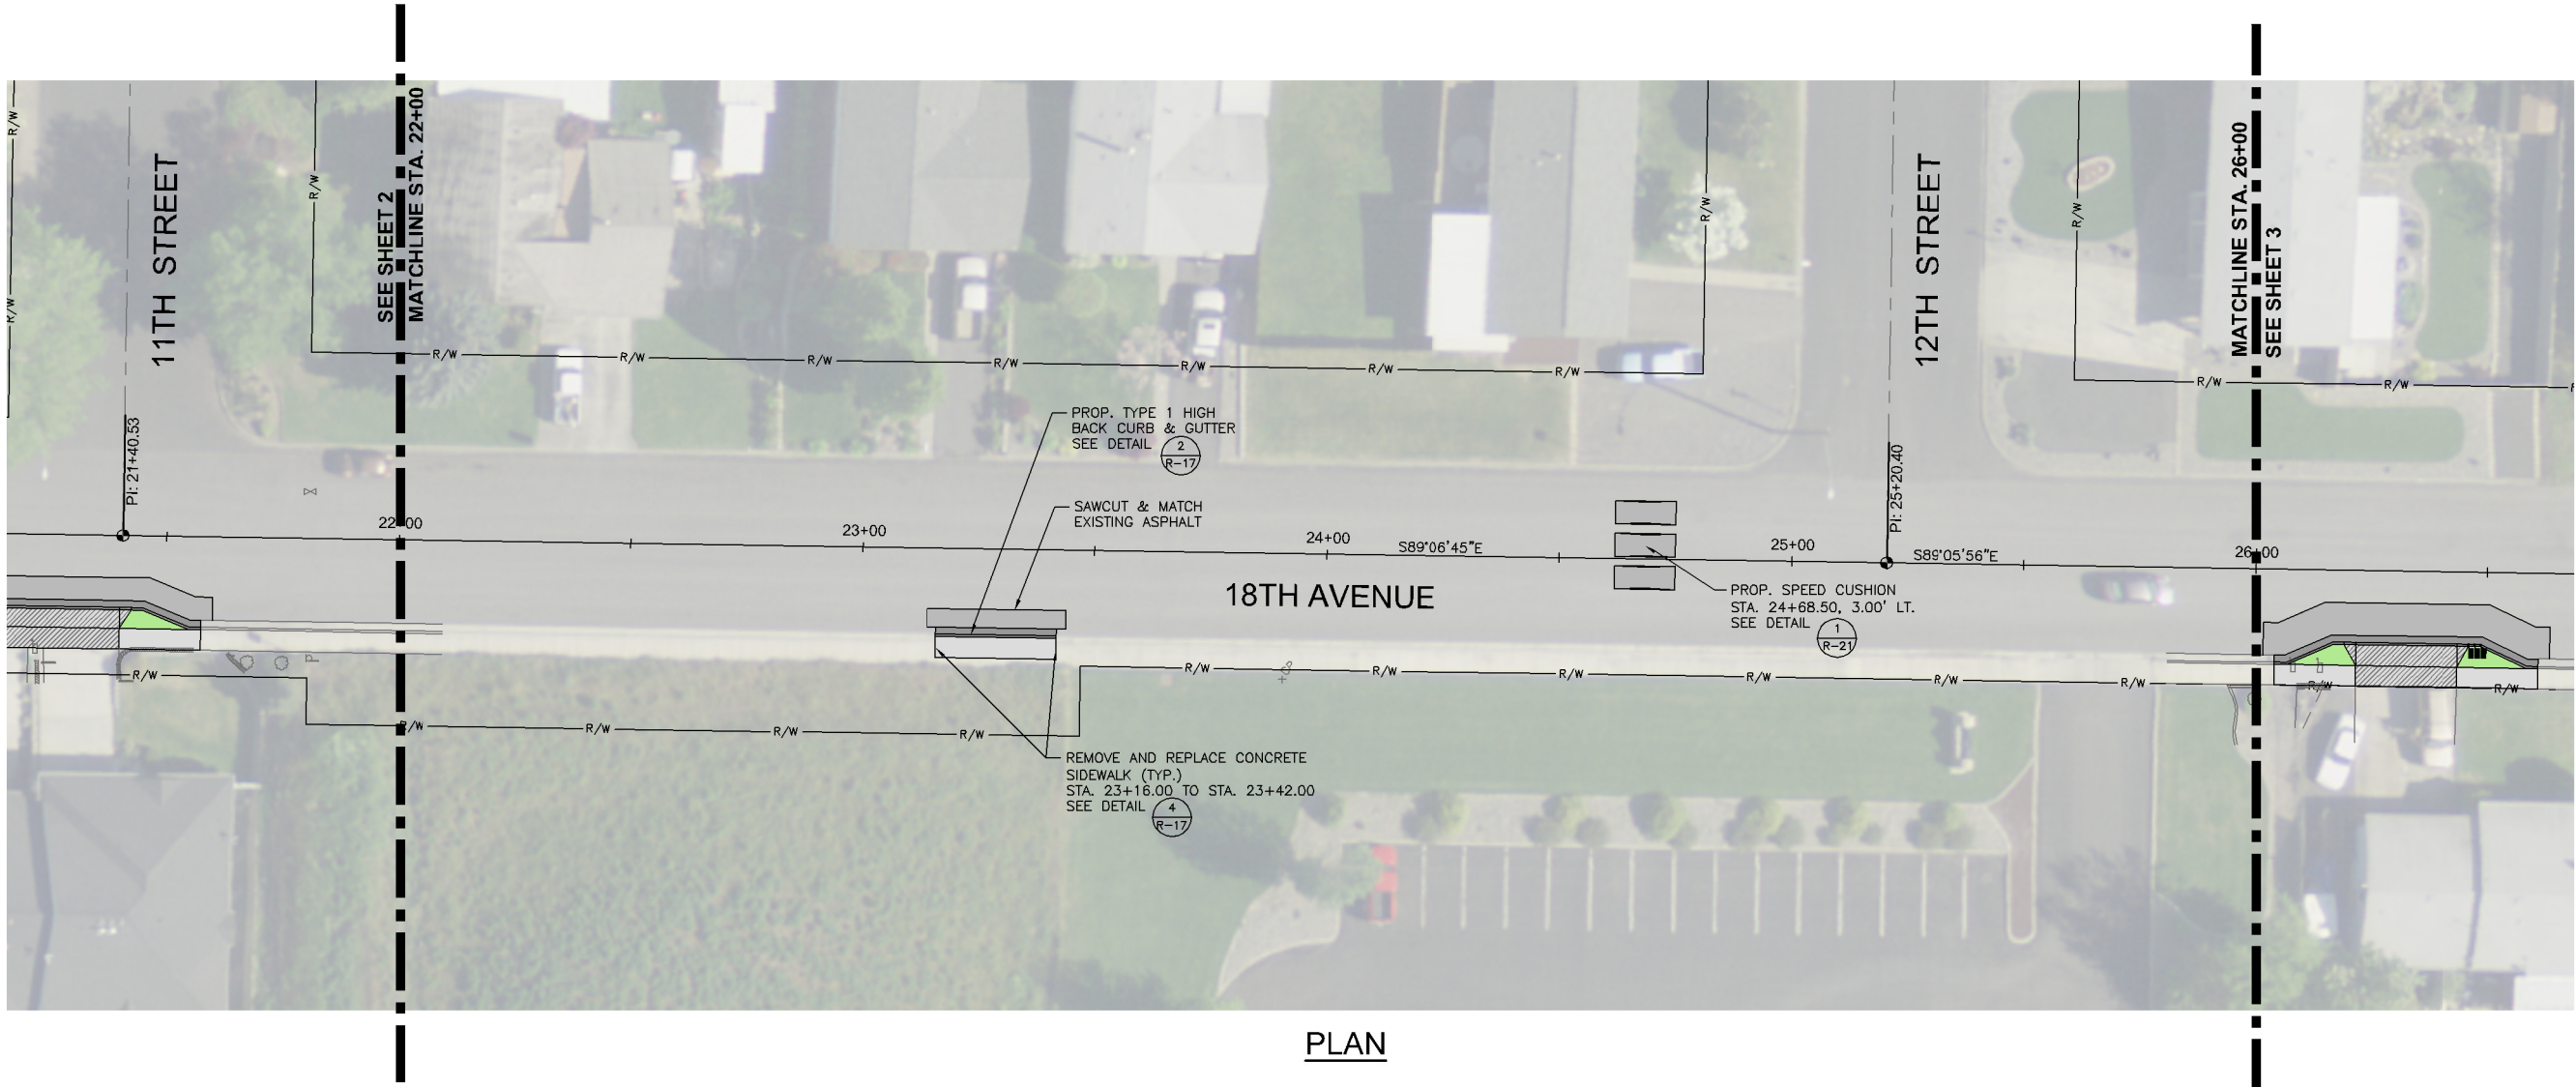 11TH STREET
SEE SHEET 2
MATCHLINE STA. 22+00
12TH STREET
MATCHLINE STA. 26+00
SEE SHEET 3
R/W
R/W
R/W
R/W
R/W
R/W R/W R/W R/W R/W R/W R/W
R/W R/W
PI: 21+40.53
PROP. TYPE 1 HIGH
BACK CURB & GUTTER
SEE DETAIL
2
R-17
SAWCUT & MATCH
EXISTING ASPHALT
PI: 25+20.40
22+00
23+00
24+00
S89°06'45"E
25+00
S89°05'56"E
26+00
18TH AVENUE
PROP. SPEED CUSHION
STA. 24+68.50, 3.00' LT.
SEE DETAIL
1
R-21
P
R/W
R/W R/W R/W R/W R/W R/W R/W R/W
R/W R/W R/W R/W
REMOVE AND REPLACE CONCRETE
SIDEWALK (TYP.)
STA. 23+16.00 TO STA. 23+42.00
SEE DETAIL
4
R-17
PLAN